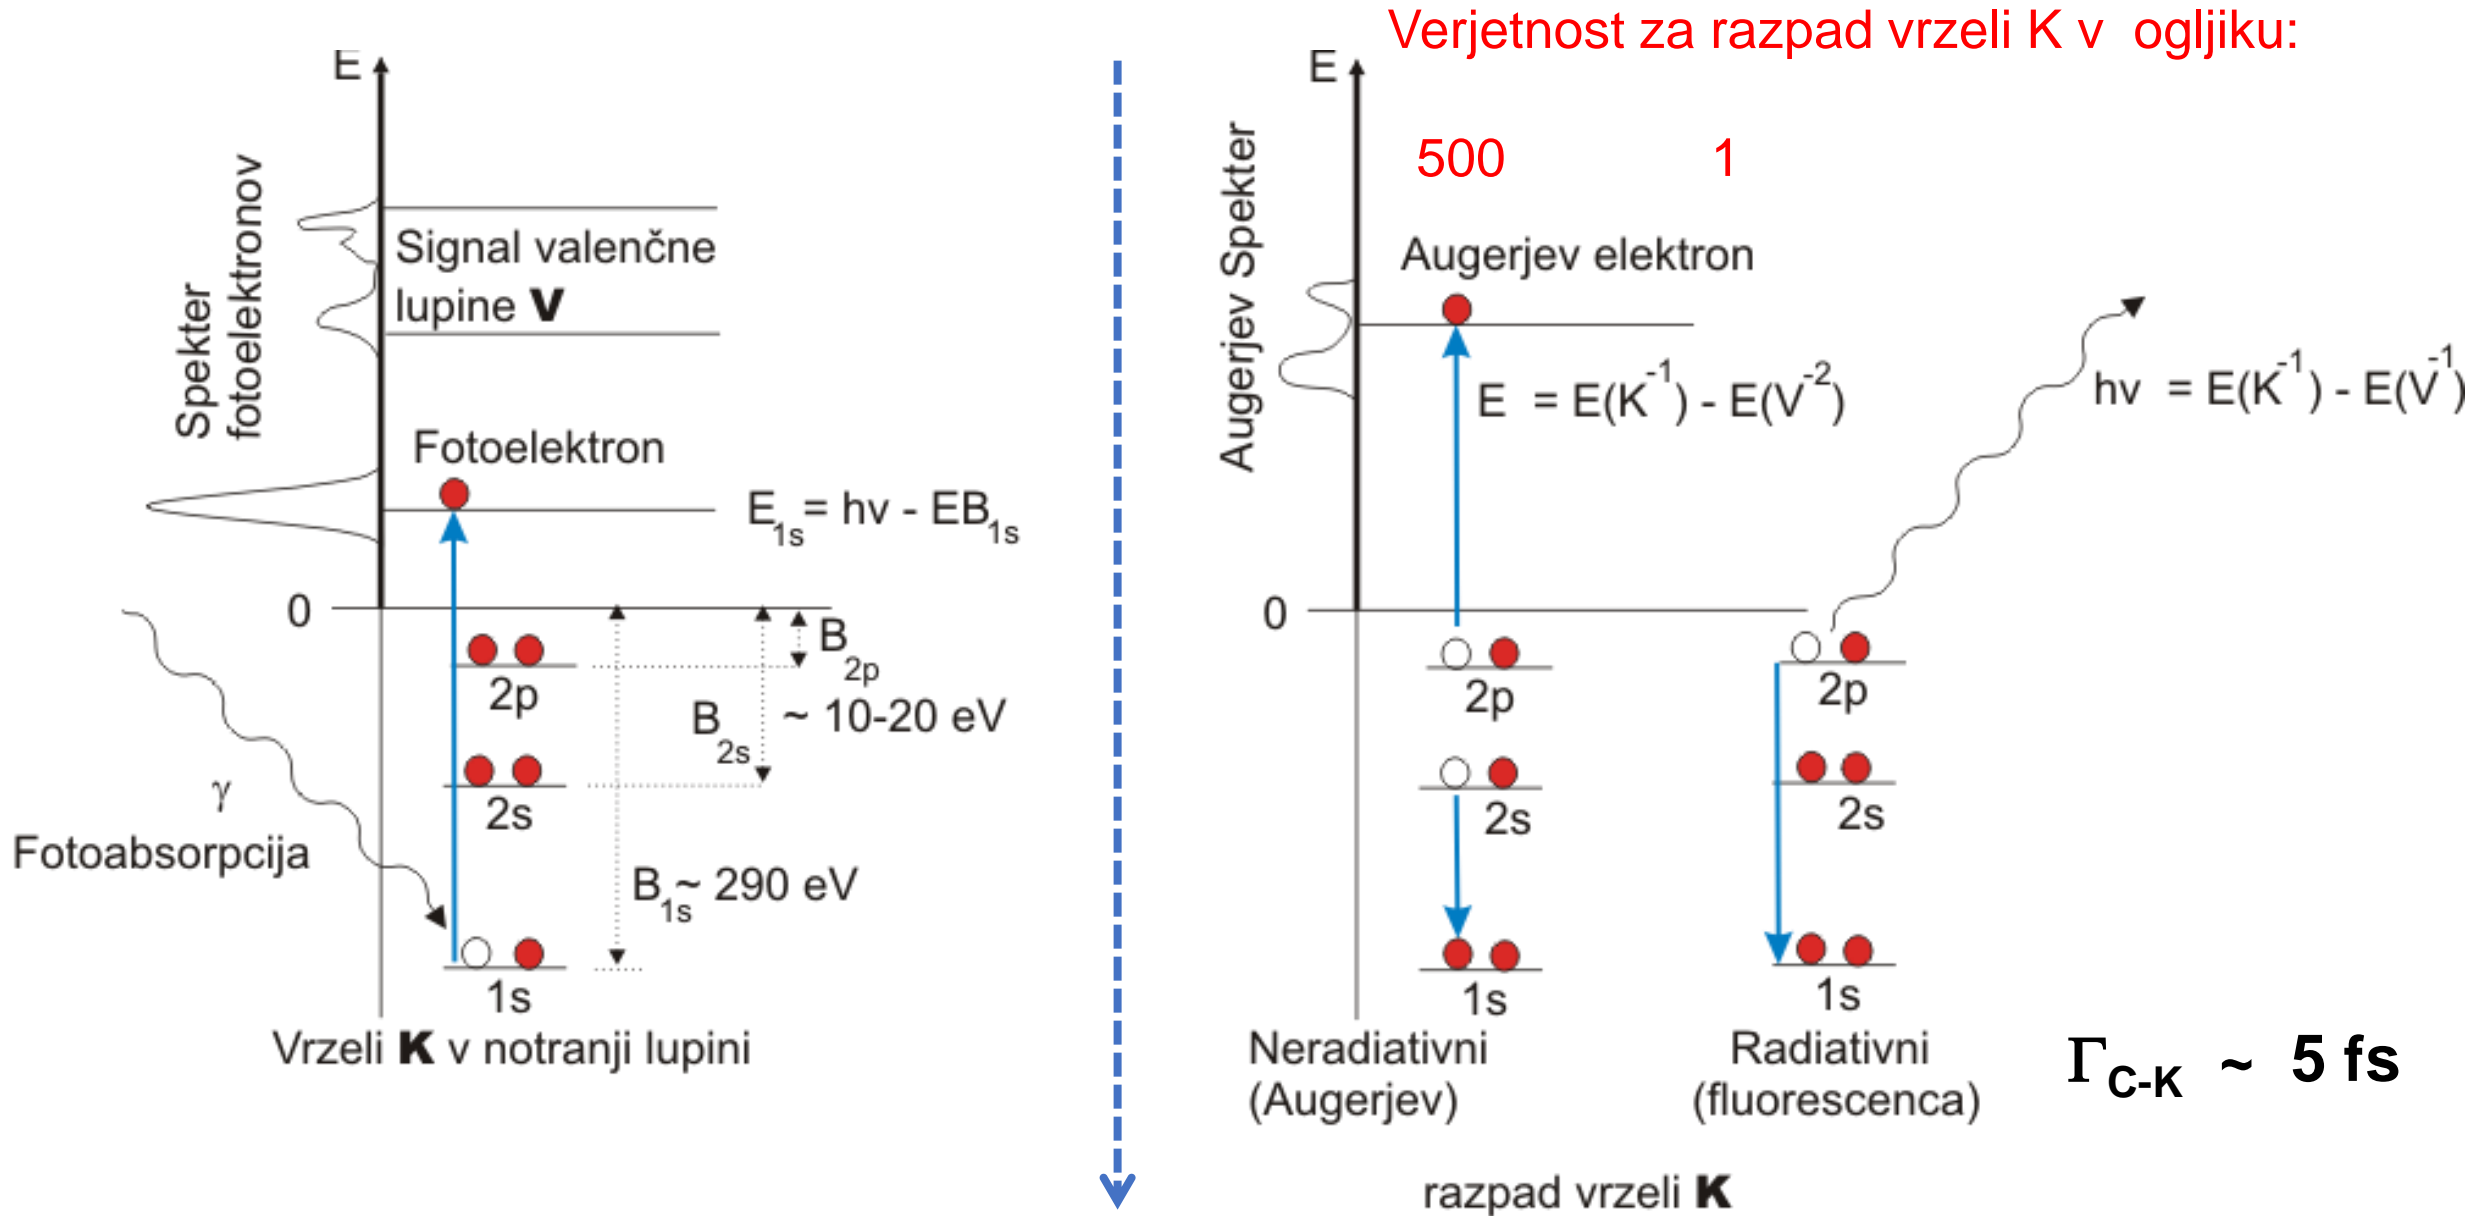 Verjetnost za razpad vrzeli K v ogljiku:
E
Spekter
fotoelektronov
Signal valenčne
lupine V
Fotoelektron
E1s = hν - EB1s
0
B2p
2p
~ 10-20 eV
B2s
2s
γ
Fotoabsorpcija
B1s ~ 290 eV
1s
Vrzeli K v notranji lupini
E
500 1
Augerjev Spekter
Augerjev elektron
E = E(K-1) - E(V-2)
hν = E(K-1) - E(V-1)
0
2p 2p
2s 2s
1s 1s
Neradiativni
(Augerjev)
Radiativni
(fluorescenca)
ΓC-K ~ 5 fs
razpad vrzeli K